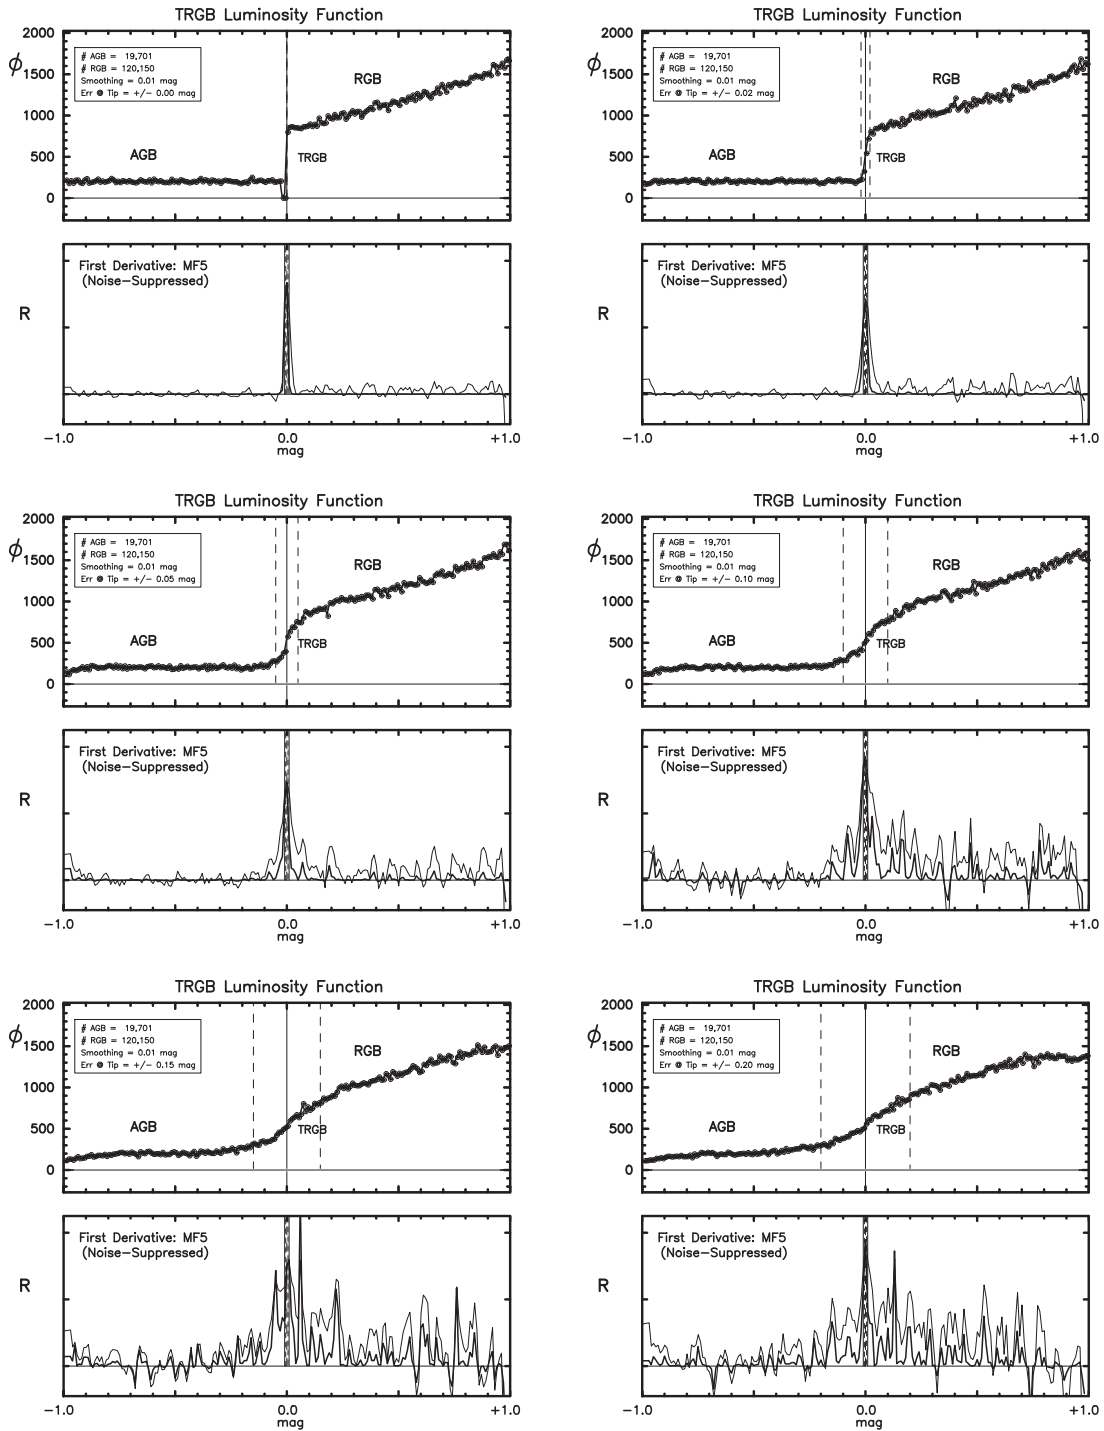 TRGB Luminosity Function
2000
ϕ
1500
1000
500
0
# AGB = 19,701
# RGB = 120,150
Smoothing = 0.01 mag
Err @ Tip = +/- 0.00 mag
RGB
AGB
TRGB
First Derivative: MF5
(Noise-Suppressed)
R
-1.0 0.0 +1.0
mag
TRGB Luminosity Function
2000
ϕ
1500
1000
500
0
# AGB = 19,701
# RGB = 120,150
Smoothing = 0.01 mag
Err @ Tip = +/- 0.02 mag
RGB
AGB
TRGB
First Derivative: MF5
(Noise-Suppressed)
R
-1.0 0.0 +1.0
mag
TRGB Luminosity Function
2000
ϕ
1500
1000
500
0
# AGB = 19,701
# RGB = 120,150
Smoothing = 0.01 mag
Err @ Tip = +/- 0.05 mag
RGB
AGB
TRGB
First Derivative: MF5
(Noise-Suppressed)
R
-1.0 0.0 +1.0
mag
TRGB Luminosity Function
2000
ϕ
1500
1000
500
0
# AGB = 19,701
# RGB = 120,150
Smoothing = 0.01 mag
Err @ Tip = +/- 0.10 mag
RGB
AGB
TRGB
First Derivative: MF5
(Noise-Suppressed)
R
-1.0 0.0 +1.0
mag
TRGB Luminosity Function
2000
ϕ
1500
1000
500
0
# AGB = 19,701
# RGB = 120,150
Smoothing = 0.01 mag
Err @ Tip = +/- 0.15 mag
RGB
AGB
TRGB
First Derivative: MF5
(Noise-Suppressed)
R
-1.0 0.0 +1.0
mag
TRGB Luminosity Function
2000
ϕ
1500
1000
500
0
# AGB = 19,701
# RGB = 120,150
Smoothing = 0.01 mag
Err @ Tip = +/- 0.20 mag
RGB
AGB
TRGB
First Derivative: MF5
(Noise-Suppressed)
R
-1.0 0.0 +1.0
mag